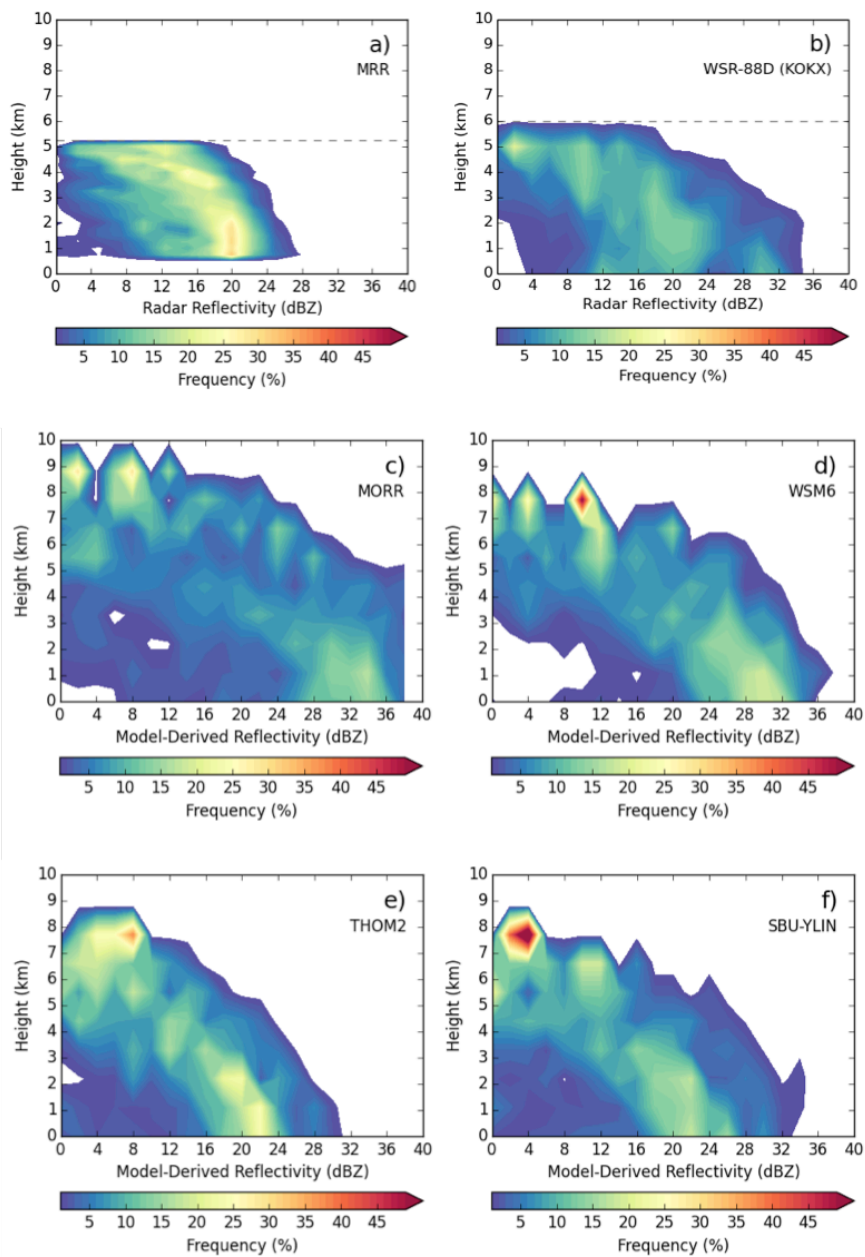 a)
MRR
Height (km)
10
9
8
7
6
5
4
3
2
1
0
0 4 8 12 16 20 24 28 32 36 40
Radar Reflectivity (dBZ)
5 10 15 20 25 30 35 40 45
Frequency (%)
b)
WSR-88D (KOKX)
Height (km)
10
9
8
7
6
5
4
3
2
1
0
0 4 8 12 16 20 24 28 32 36 40
Radar Reflectivity (dBZ)
5 10 15 20 25 30 35 40 45
Frequency (%)
c)
MORR
Height (km)
10
9
8
7
6
5
4
3
2
1
0
0 4 8 12 16 20 24 28 32 36 40
Model-Derived Reflectivity (dBZ)
5 10 15 20 25 30 35 40 45
Frequency (%)
d)
WSM6
Height (km)
10
9
8
7
6
5
4
3
2
1
0
0 4 8 12 16 20 24 28 32 36 40
Model-Derived Reflectivity (dBZ)
5 10 15 20 25 30 35 40 45
Frequency (%)
e)
THOM2
Height (km)
10
9
8
7
6
5
4
3
2
1
0
0 4 8 12 16 20 24 28 32 36 40
Model-Derived Reflectivity (dBZ)
5 10 15 20 25 30 35 40 45
Frequency (%)
f)
SBU-YLIN
Height (km)
10
9
8
7
6
5
4
3
2
1
0
0 4 8 12 16 20 24 28 32 36 40
Model-Derived Reflectivity (dBZ)
5 10 15 20 25 30 35 40 45
Frequency (%)